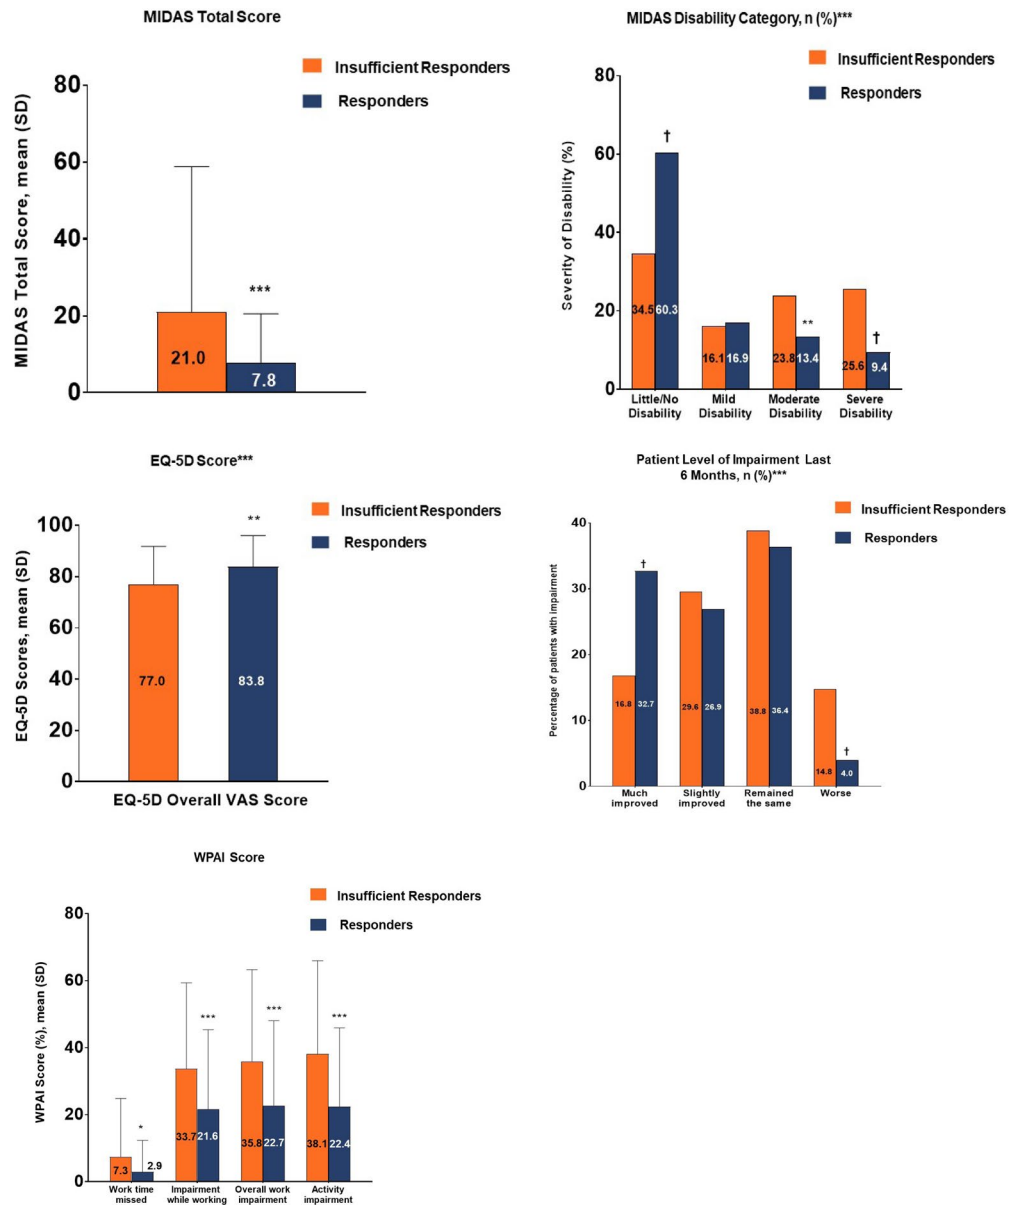 MIDAS Total Score
Insufficient Responders
Responders
MIDAS Total Score, mean (SD)
80
60
40
20
0
***
21.0
7.8
MIDAS Disability Category, n (%)***
Insufficient Responders
Responders
Severity of Disability (%)
80
60
40
20
0
†
34.5 60.3
16.1 16.9
**
23.8 13.4
†
25.6 9.4
Little/No Disability
Mild Disability
Moderate Disability
Severe Disability
EQ-5D Score***
Insufficient Responders
Responders
EQ-5D Scores, mean (SD)
100
80
60
40
20
0
**
77.0
83.8
EQ-5D Overall VAS Score
Patient Level of Impairment Last
6 Months, n (%)***
Insufficient Responders
Responders
Percentage of patients with impairment
40
30
20
10
0
†
16.8 32.7
29.6 26.9
38.8 36.4
†
14.8 4.0
Much improved
Slightly improved
Remained the same
Worse
WPAI Score
Insufficient Responders
Responders
WPAI Score (%), mean (SD)
80
60
40
20
0
*
7.3 2.9
***
33.7 21.6
***
35.8 22.7
***
38.1 22.4
Work time missed
Impairment while working
Overall work impairment
Activity impairment